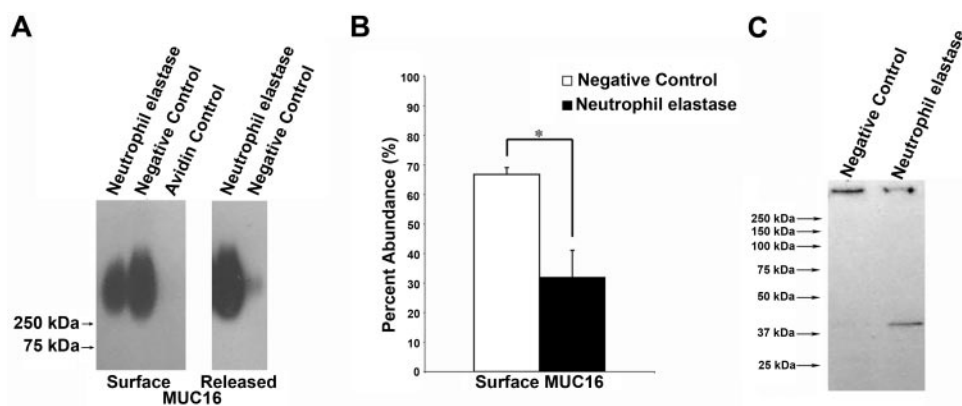 A
Neutrophil elastase
Negative Control
Avidin Control
Neutrophil elastase
Negative Control
250 kDa
75 kDa
Surface
Released
MUC16
B
Percent Abundance (%)
100
90
80
70
60
50
40
30
20
10
0
Negative Control
Neutrophil elastase
*
Surface MUC16
C
Negative Control
Neutrophil elastase
250 kDa
150 kDa
100 kDa
75 kDa
50 kDa
37 kDa
25 kDa